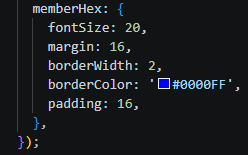 memberHex: {
fontSize: 20,
margin: 16,
borderWidth: 2,
borderColor: '#0000FF',
padding: 16,
},
});